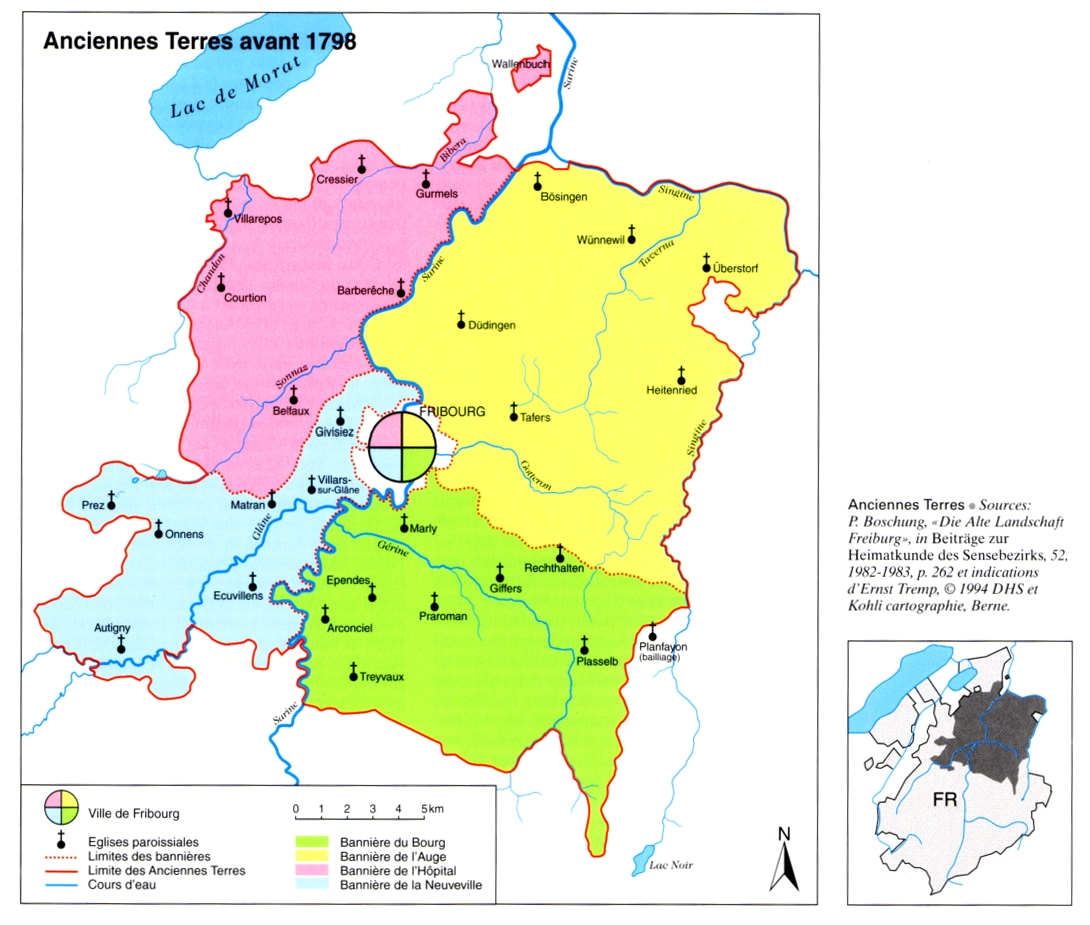 Anciennes Terres avant 1798
Lac de Morat
Wallenbuch
Sarine
Bibera
Cressier
Gurmels
Bösingen
Singine
Villarepos
Wünnewil
Taverna
Überstorf
Chandon
Courtion
Barberêche
Sarine
Düdingen
Sonnaz
Belfaux
Heitenried
FRIBOURG
Tafers
Givisiez
Singine
Gotteron
Villars-
sur-Glâne
Prez
Matran
Onnens
Glâne
Marly
Gérine
Rechthalten
Ecuvillens
Ependes
Giffers
Praroman
Arconciel
Autigny
Planfayon
(bailliage)
Plasselb
Treyvaux
Sarine
Ville de Fribourg
Eglises paroissiales
Limites des bannières
Limite des Anciennes Terres
Cours d'eau
0 1 2 3 4 5km
Bannière du Bourg
Bannière de l'Auge
Bannière de l'Hôpital
Bannière de la Neuveville
Lac Noir
N
Anciennes Terres • Sources:
P. Boschung, «Die Alte Landschaft
Freiburg», in Beiträge zur
Heimatkunde des Sensebezirks, 52,
1982-1983, p. 262 et indications
d'Ernst Tremp, © 1994 DHS et
Kohli cartographie, Berne.
FR